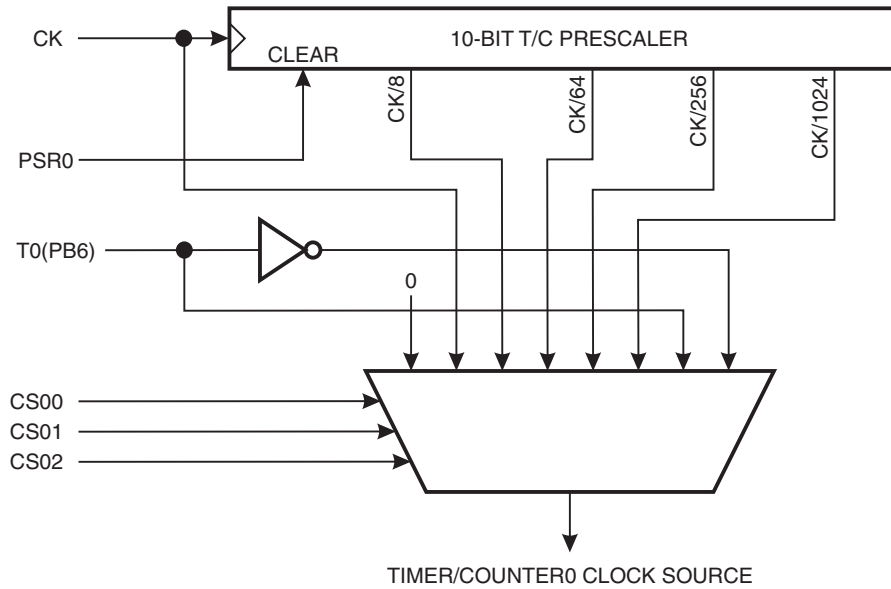 CK
10-BIT T/C PRESCALER
CLEAR
CK/8
CK/64
CK/256
CK/1024
PSR0
T0(PB6)
0
CS00
CS01
CS02
TIMER/COUNTER0 CLOCK SOURCE